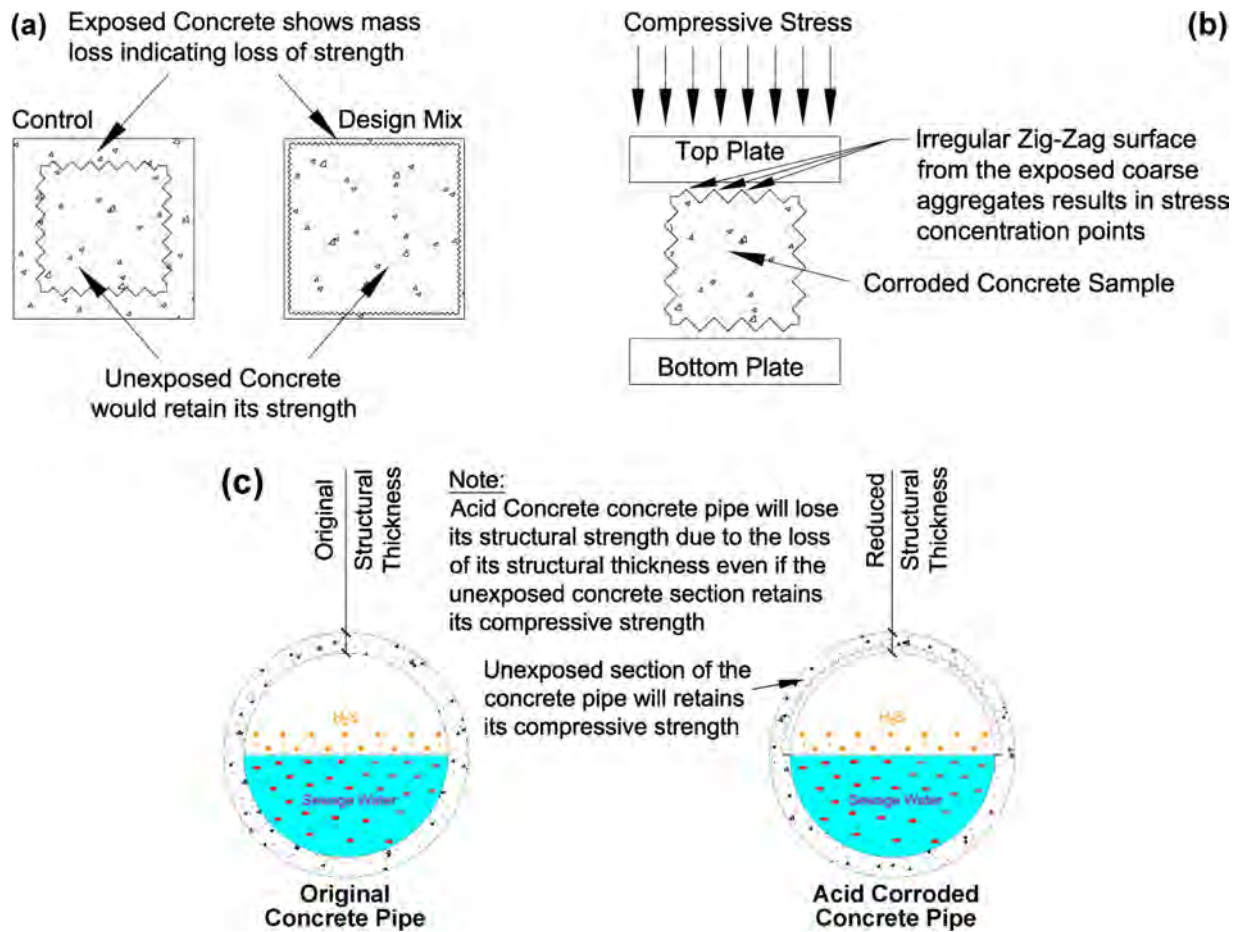 (a)
Exposed Concrete shows mass
loss indicating loss of strength
Control
Design Mix
Unexposed Concrete
would retain its strength
(b)
Compressive Stress
Top Plate
Irregular Zig-Zag surface
from the exposed coarse
aggregates results in stress
concentration points
Corroded Concrete Sample
Bottom Plate
(c)
Original
Structural
Thickness
Note:
Acid Concrete concrete pipe will lose
its structural strength due to the loss
of its structural thickness even if the
unexposed concrete section retains
its compressive strength
Unexposed section of the
concrete pipe will retains
its compressive strength
Reduced
Structural
Thickness
H₂S
Sewage Water
Original
Concrete Pipe
H₂S
Sewage Water
Acid Corroded
Concrete Pipe